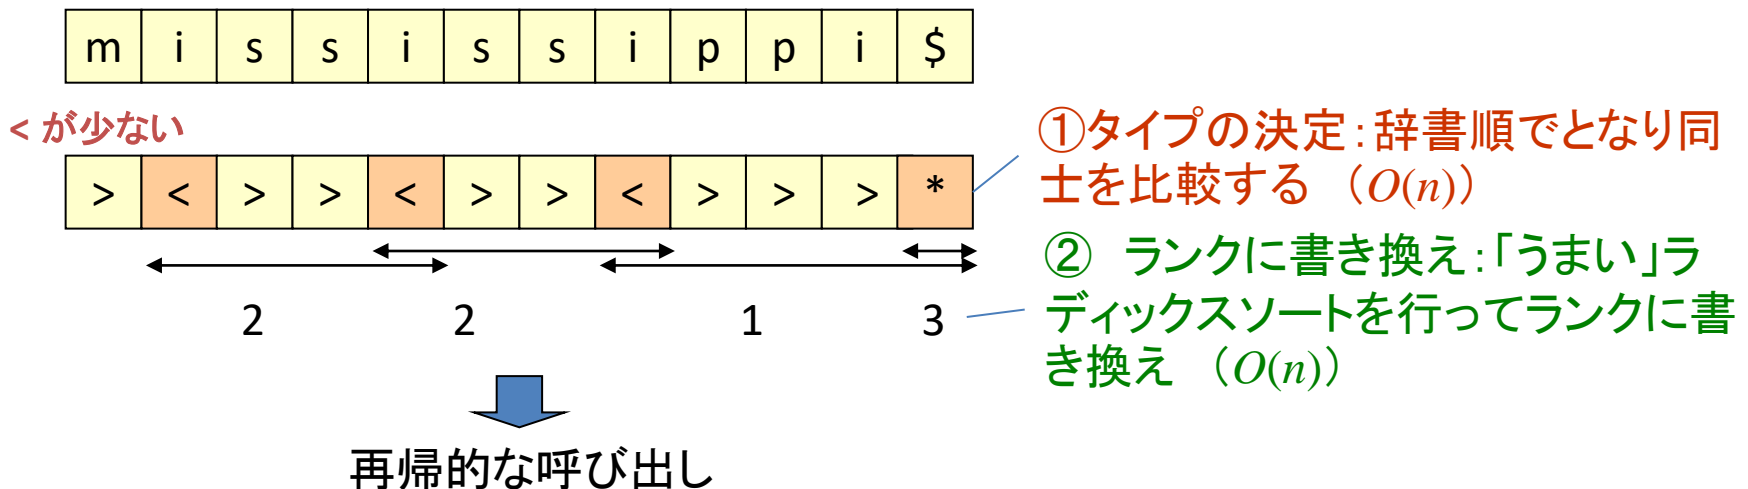 m i s s i s s i p p i $
< が少ない
> < > > < > > < > > > *
①タイプの決定:辞書順でとなり同
士を比較する (O(n))
② ランクに書き換え:「うまい」ラ
ディックスソートを行ってランクに書
き換え (O(n))
2 2 1 3
再帰的な呼び出し